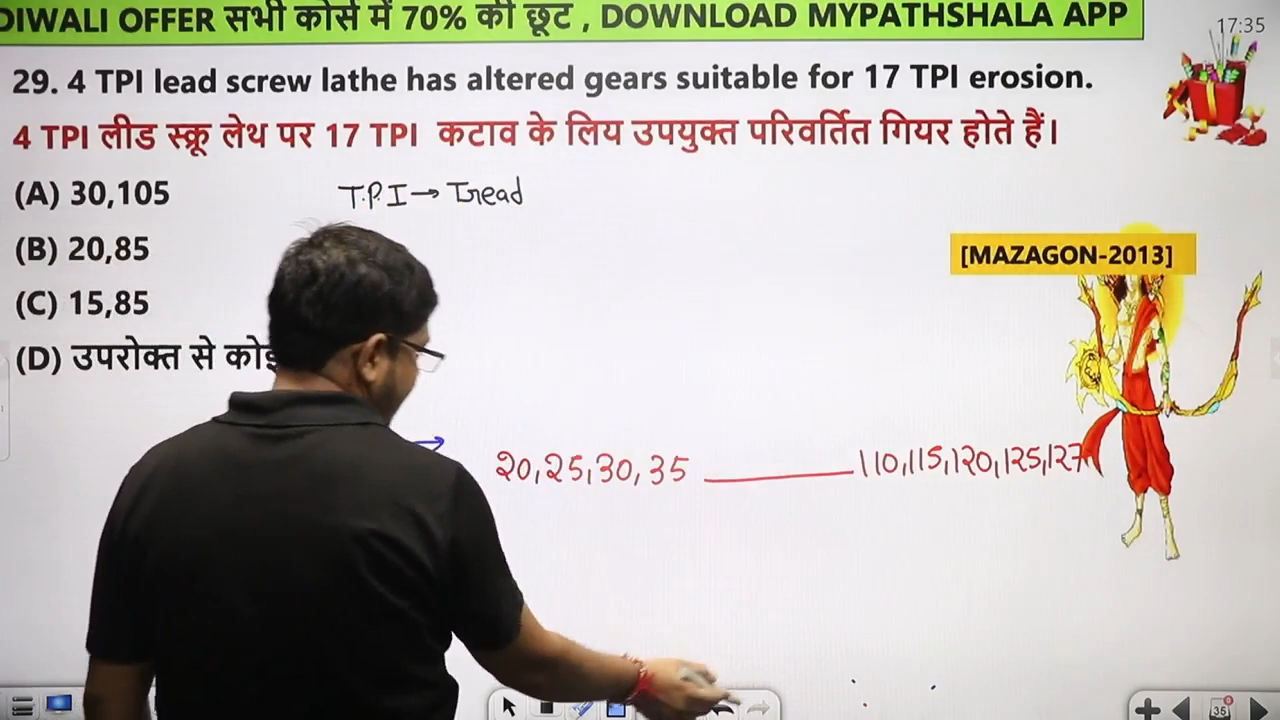 DIWALI OFFER सभी कोर्स में 70% की छूट , DOWNLOAD MYPATHSHALA APP
17:35
29. 4 TPI lead screw lathe has altered gears suitable for 17 TPI erosion.
4 TPI लीड स्क्रू लेथ पर 17 TPI कटाव के लिय उपयुक्त परिवर्तित गियर होते हैं।
(A) 30,105
T.P.I → Tread
(B) 20,85
[MAZAGON-2013]
(C) 15,85
(D) उपरोक्त से
20,25,30,35 110,115,120,125,127
35